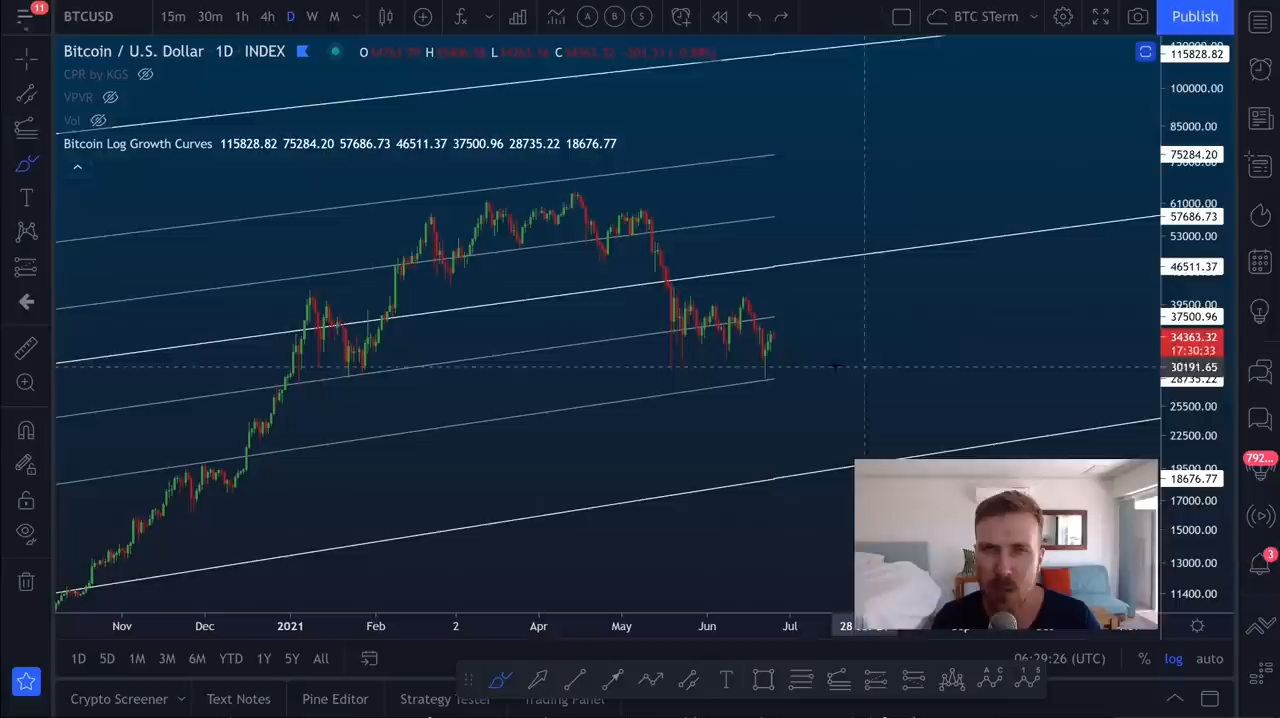 11
BTCUSD 15m 30m 1h 4h D W M A B S BTC STerm Publish
Bitcoin / U.S. Dollar 1D INDEX O H L C
CPR by KGS
VPVR
Vol
Bitcoin Log Growth Curves 115828.82 75284.20 57686.73 46511.37 37500.96 28735.22 18676.77
115828.82
100000.00
85000.00
75284.20
61000.00
57686.73
53000.00
46511.37
39500.00
37500.96
34363.32
17:30:33
30191.65
28735.22
25500.00
22500.00
19500.00
18676.77
17000.00
15000.00
13000.00
11400.00
792...
3
Nov Dec 2021 Feb 2 Apr May Jun Jul
1D 5D 1M 3M 6M YTD 1Y 5Y All 06:29:26 (UTC) % log auto
Crypto Screener Text Notes Pine Editor Strategy Tester Trading Panel